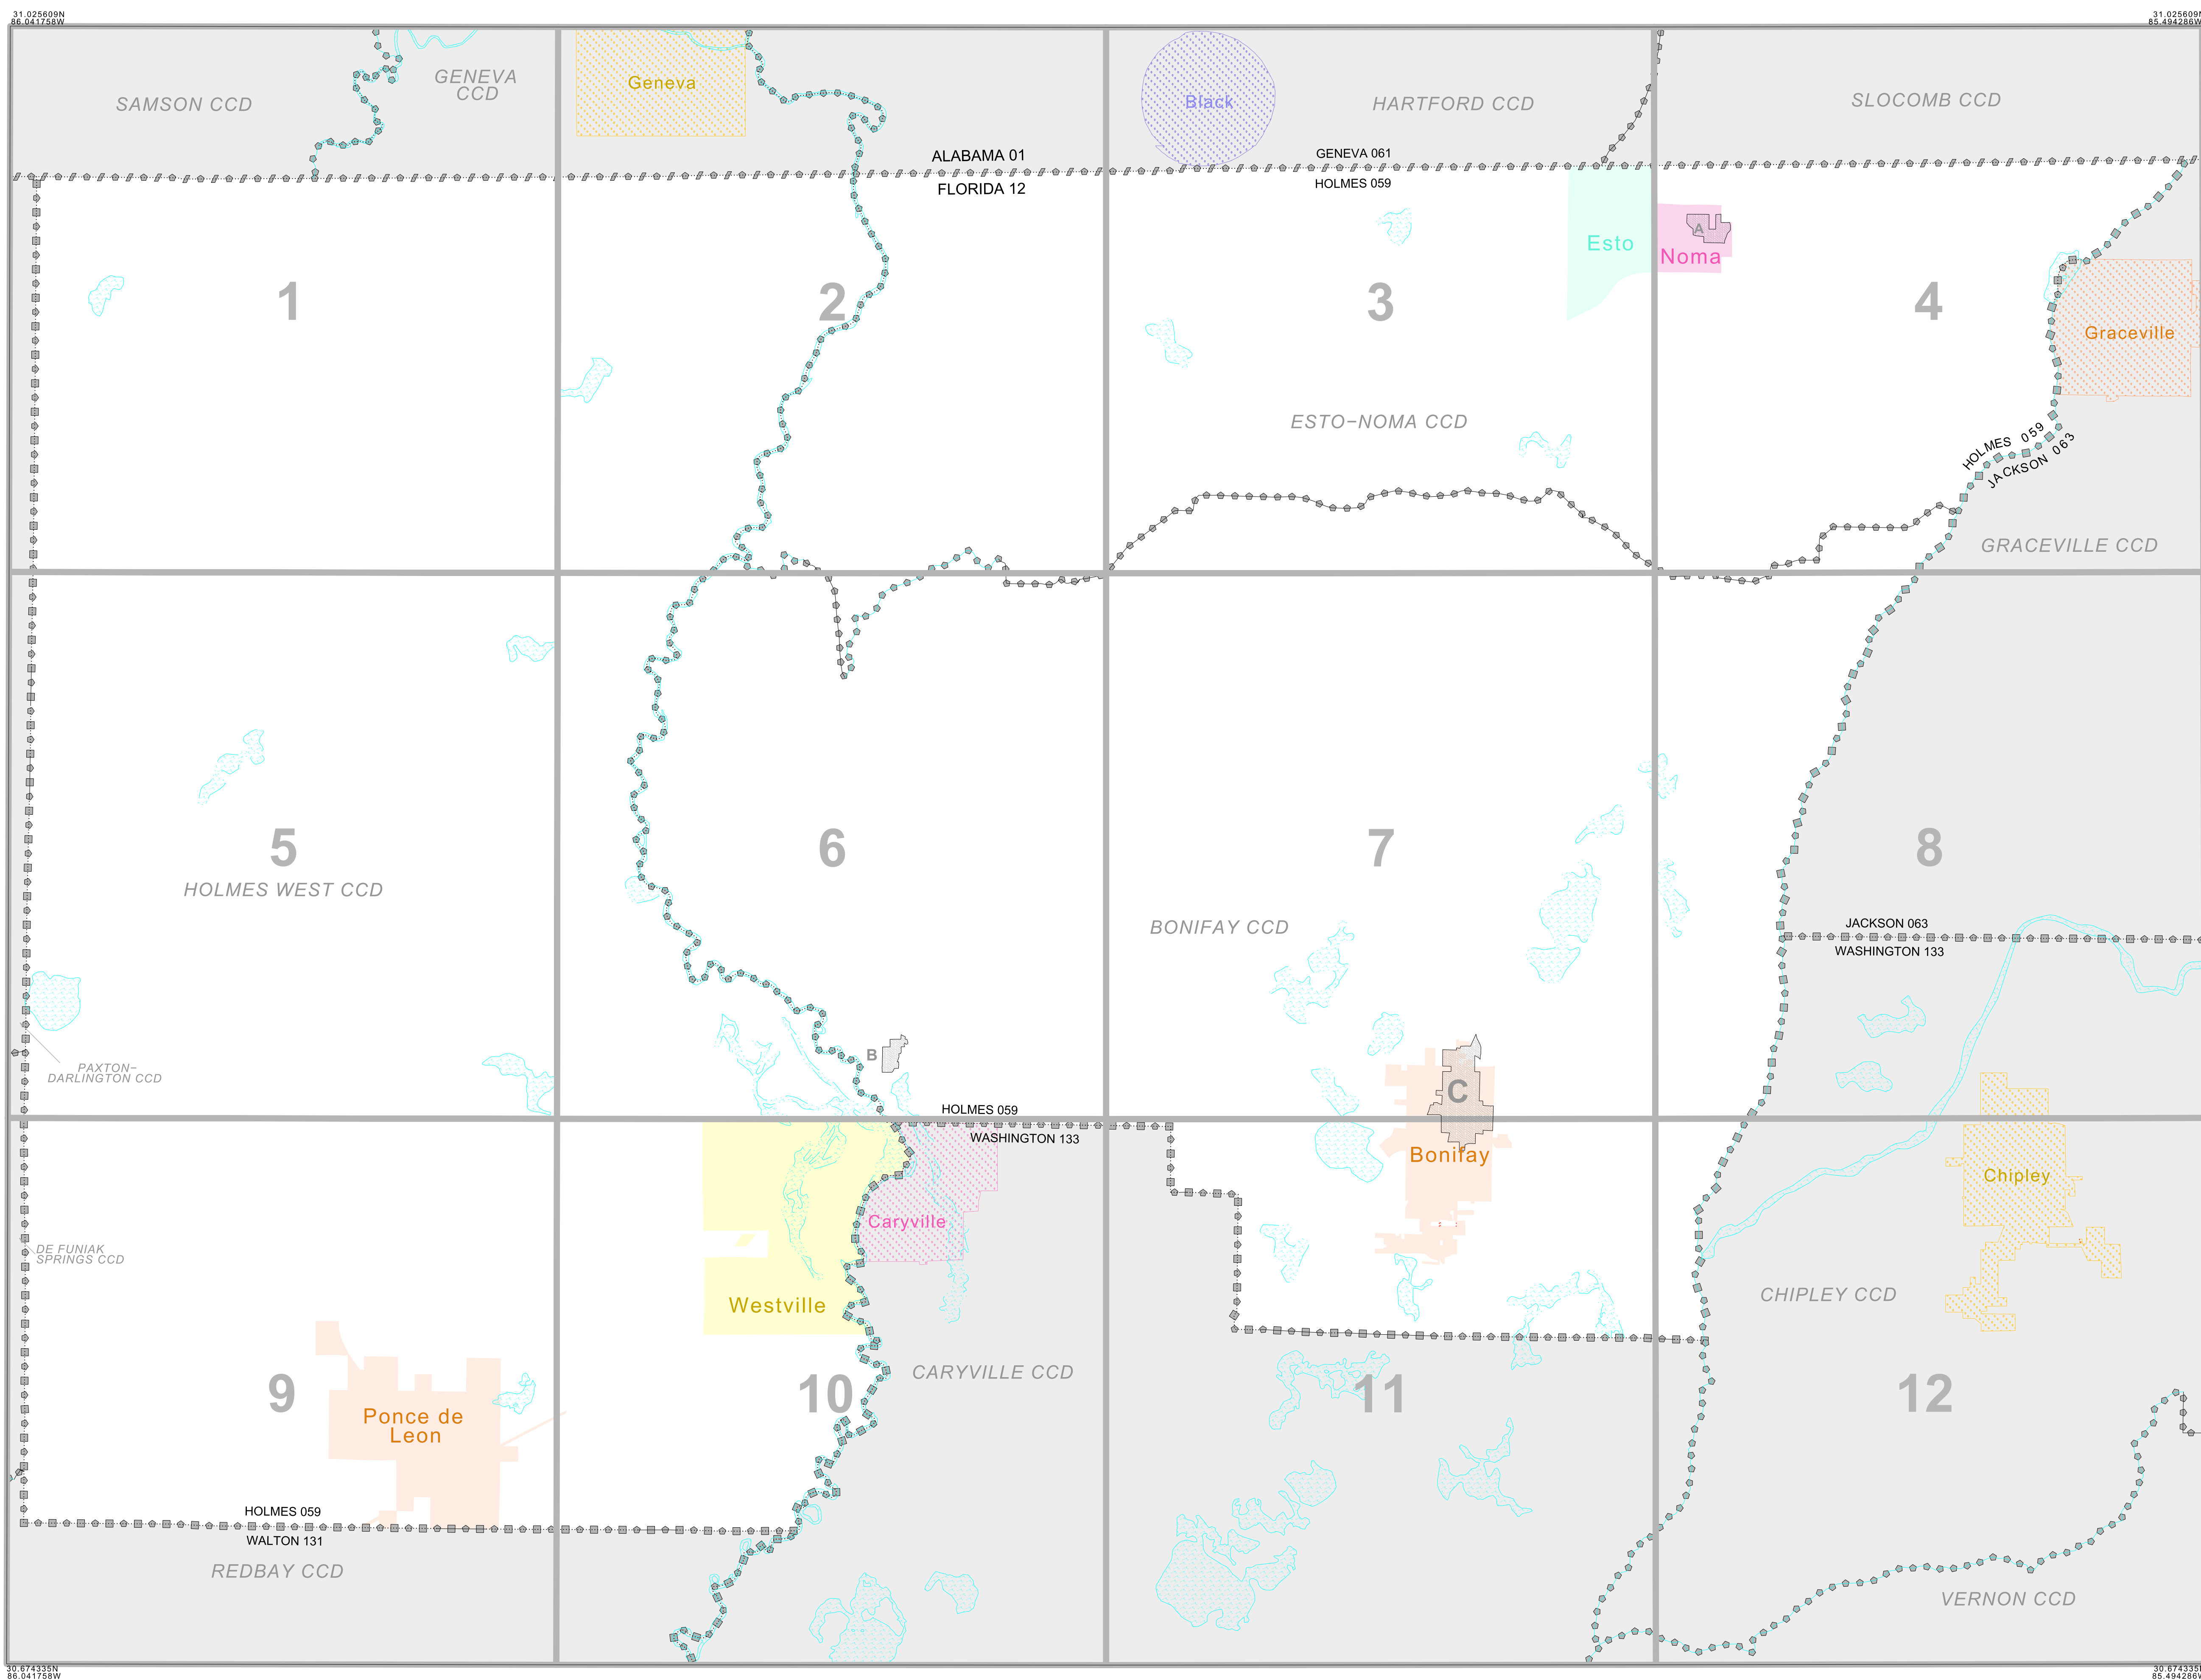 31.025609N
86.041758W
31.025609N
85.494286W
SAMSON CCD
GENEVA
CCD
Geneva
Black
HARTFORD CCD
SLOCOMB CCD
ALABAMA 01
FLORIDA 12
GENEVA 061
HOLMES 059
Esto
Noma
A
1
2
3
4
Graceville
ESTO-NOMA CCD
HOLMES 059
JACKSON 063
GRACEVILLE CCD
5
6
7
8
HOLMES WEST CCD
BONIFAY CCD
JACKSON 063
WASHINGTON 133
PAXTON-
DARLINGTON CCD
B
C
HOLMES 059
WASHINGTON 133
Bonifay
Chipley
Caryville
DE FUNIAK
SPRINGS CCD
Westville
CHIPLEY CCD
CARYVILLE CCD
9
10
11
12
Ponce de
Leon
HOLMES 059
WALTON 131
REDBAY CCD
VERNON CCD
30.674335N
86.041758W
30.674335N
85.494286W